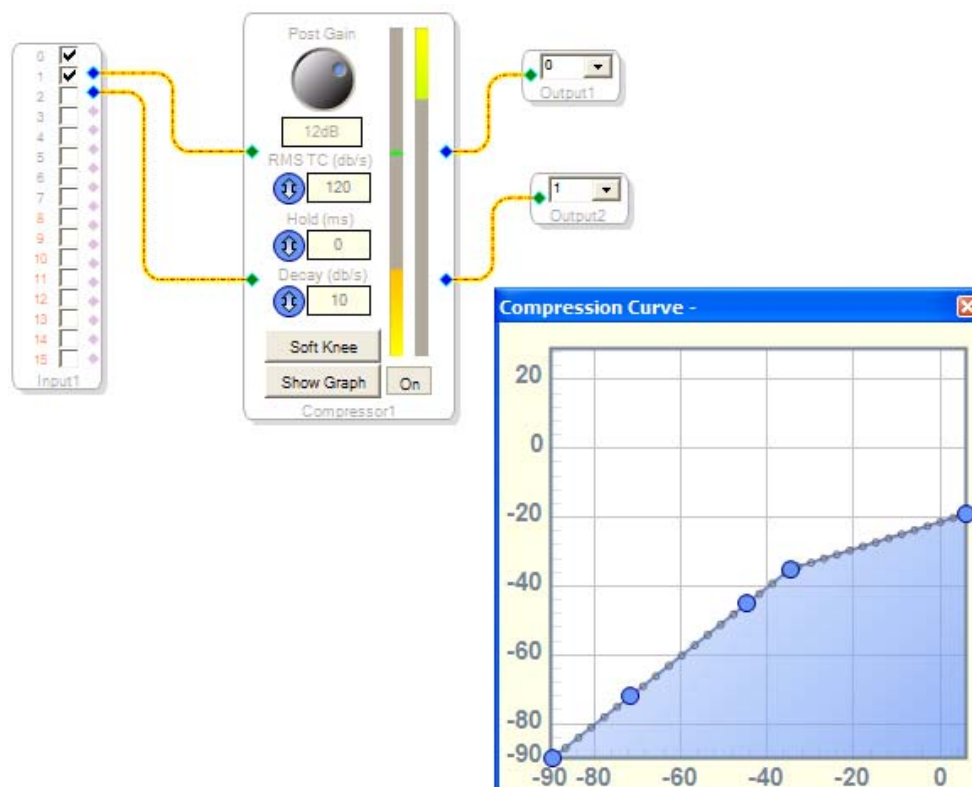 0
1
2
3
4
5
6
7
8
9
10
11
12
13
14
15
Input1
Post Gain
12dB
RMS TC (db/s)
120
Hold (ms)
0
Decay (db/s)
10
Soft Knee
Show Graph
On
Compressor1
0
Output1
1
Output2
Compression Curve -
20
0
-20
-40
-60
-80
-90
-90 -80 -60 -40 -20 0